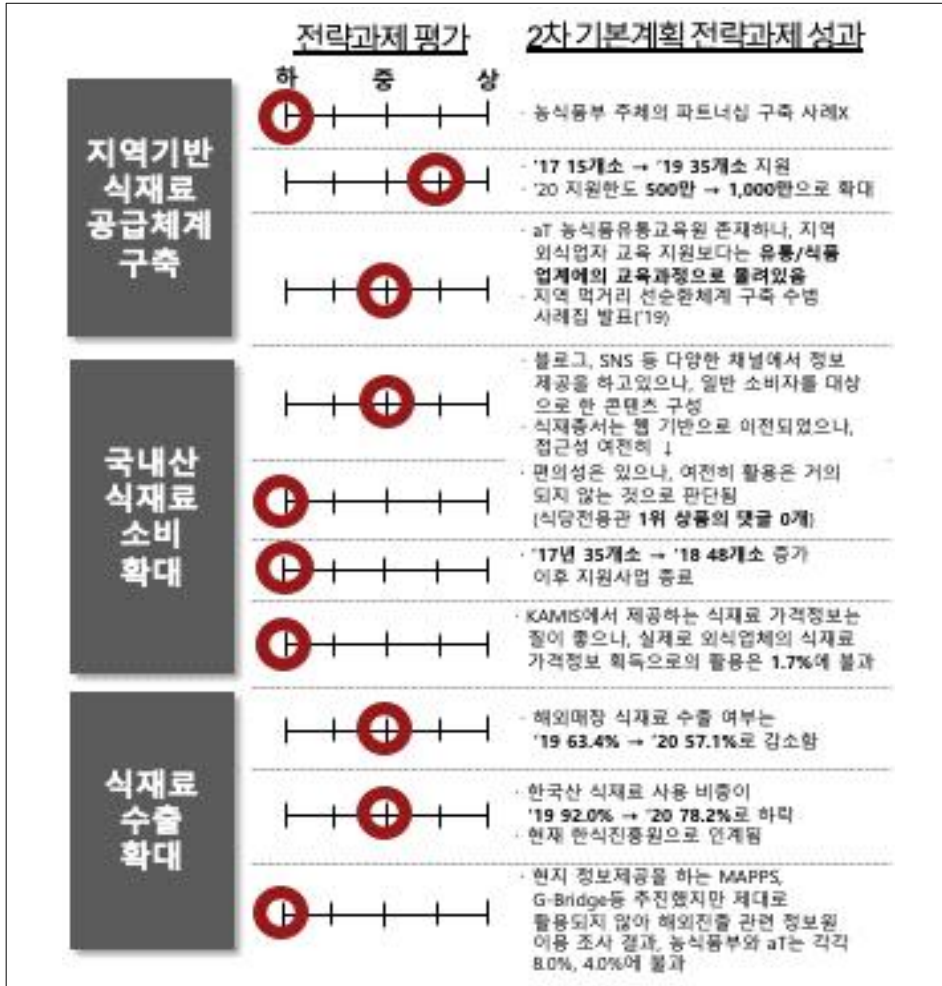 전략과제 평가
2차 기본계획 전략과제 성과
하 중 상
지역기반
식재료
공급체계
구축
· 농식품부 주체의 파트너십 구축 사례X
· '17 15개소 → '19 35개소 지원
· '20 지원한도 500만 → 1,000만으로 확대
· aT 농식품유통교육원 존재하나, 지역
외식업자 교육 지원보다는 유통/식품
업계에의 교육과정으로 몰려있음
· 지역 먹거리 선순환체계 구축 수범
사례집 발표('19)
국내산
식재료
소비
확대
· 블로그, SNS 등 다양한 채널에서 정보
제공을 하고있으나, 일반 소비자를 대상
으로 한 콘텐츠 구성
· 식재총서는 웹 기반으로 이전되었으나,
접근성 여전히 ↓
· 편의성은 있으나, 여전히 활용은 거의
되지 않는 것으로 판단됨
(식당전용관 1위 상품의 댓글 0개)
· '17년 35개소 → '18 48개소 증가
이후 지원사업 종료
· KAMIS에서 제공하는 식재료 가격정보는
질이 좋으나, 실제로 외식업체의 식재료
가격정보 획득으로의 활용은 1.7%에 불과
식재료
수출
확대
· 해외매장 식재료 수출 여부는
'19 63.4% → '20 57.1%로 감소함
· 한국산 식재료 사용 비중이
'19 92.0% → '20 78.2%로 하락
· 현재 한식진흥원으로 인계됨
· 현지 정보제공을 하는 MAPPS,
G-Bridge등 추진했지만 제대로
활용되지 않아 해외진출 관련 정보원
이용 조사 결과, 농식품부와 aT는 각각
8.0%, 4.0%에 불과